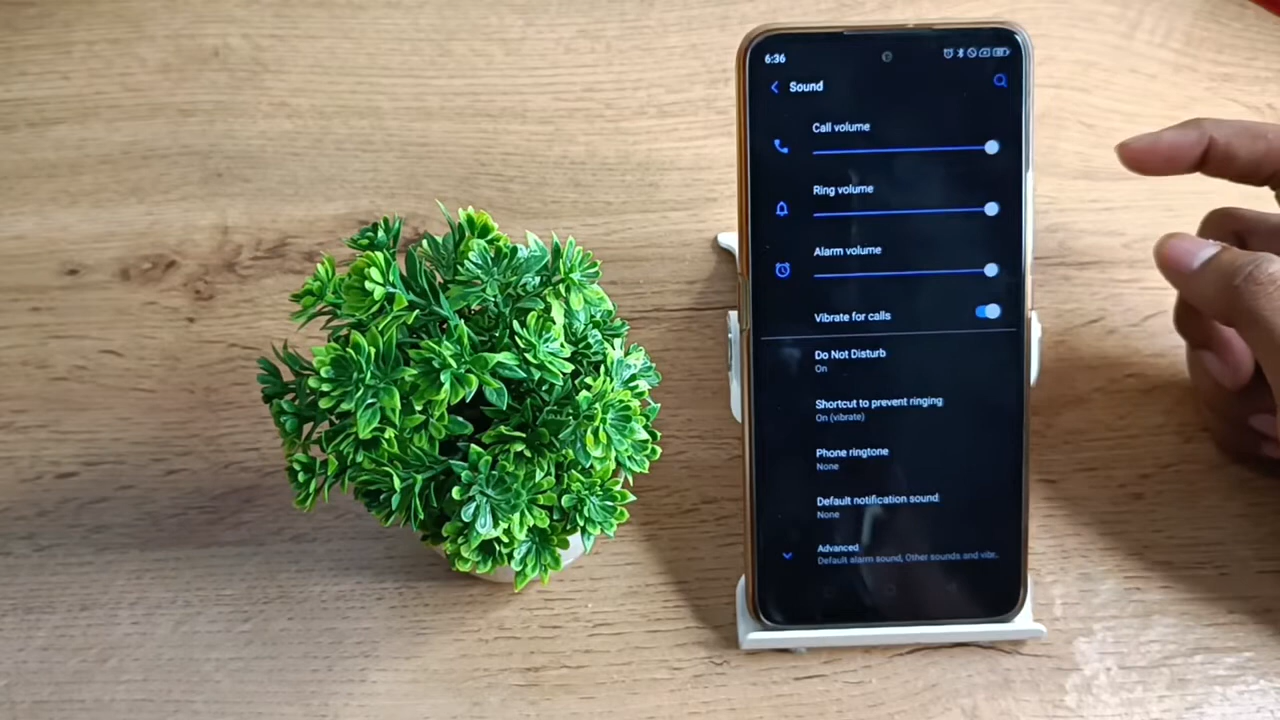 6:36
Sound
Call volume
Ring volume
Alarm volume
Vibrate for calls
Do Not Disturb
On
Shortcut to prevent ringing
On (vibrate)
Phone ringtone
None
Default notification sound
None
Advanced
Default alarm sound, Other sounds and vibr..